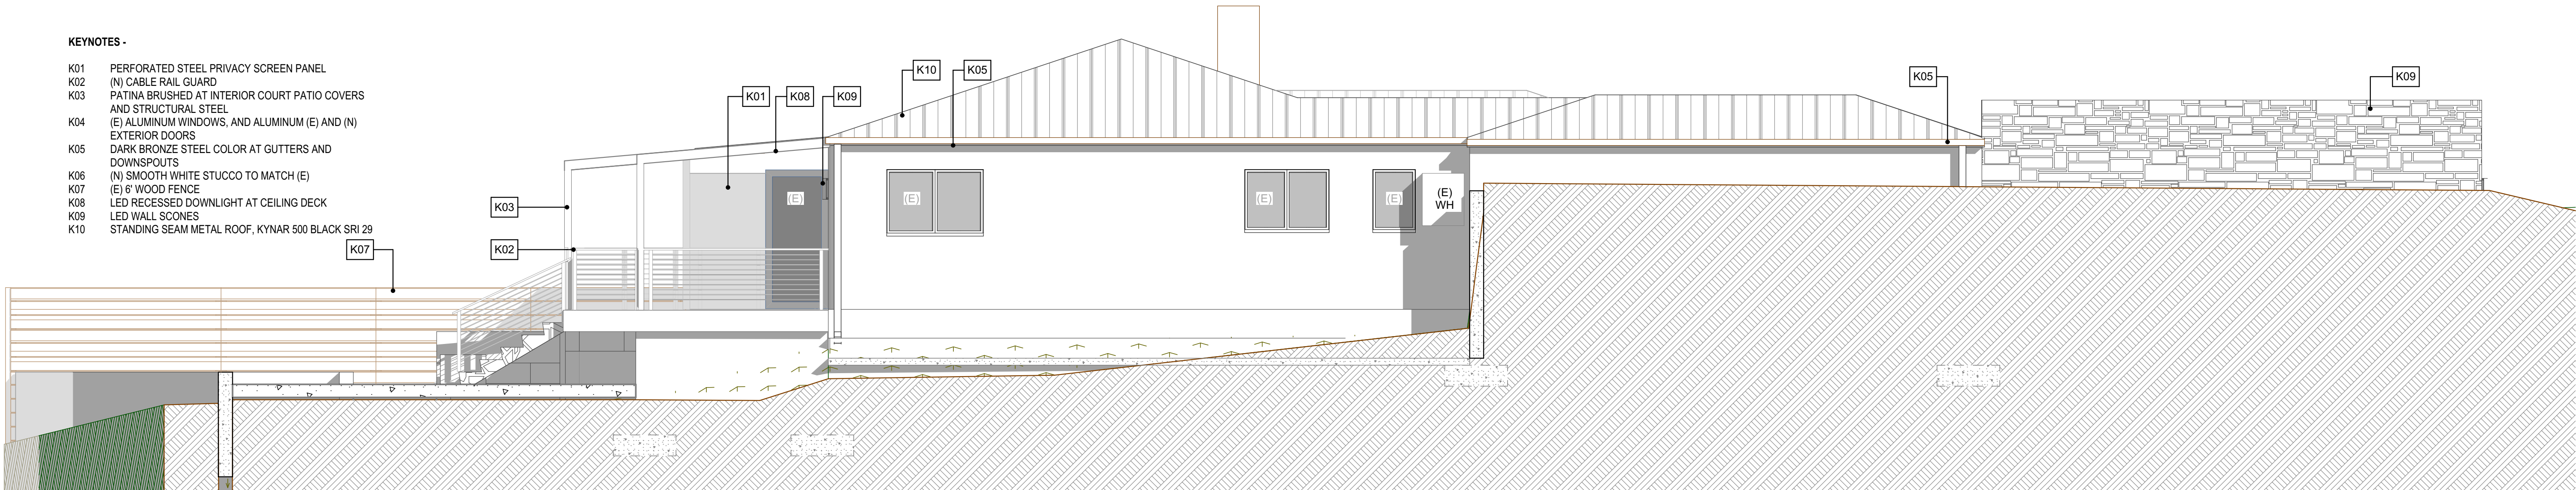 KEYNOTES -
K01 PERFORATED STEEL PRIVACY SCREEN PANEL
K02 (N) CABLE RAIL GUARD
K03 PATINA BRUSHED AT INTERIOR COURT PATIO COVERS
AND STRUCTURAL STEEL
K04 (E) ALUMINUM WINDOWS, AND ALUMINUM (E) AND (N)
EXTERIOR DOORS
K05 DARK BRONZE STEEL COLOR AT GUTTERS AND
DOWNSPOUTS
K06 (N) SMOOTH WHITE STUCCO TO MATCH (E)
K07 (E) 6' WOOD FENCE
K08 LED RECESSED DOWNLIGHT AT CEILING DECK
K09 LED WALL SCONES
K10 STANDING SEAM METAL ROOF, KYNAR 500 BLACK SRI 29
K10
K05
K05
K09
K01
K08
K09
K03
K02
K07
(E)
(E)
(E)
(E)
(E)
WH